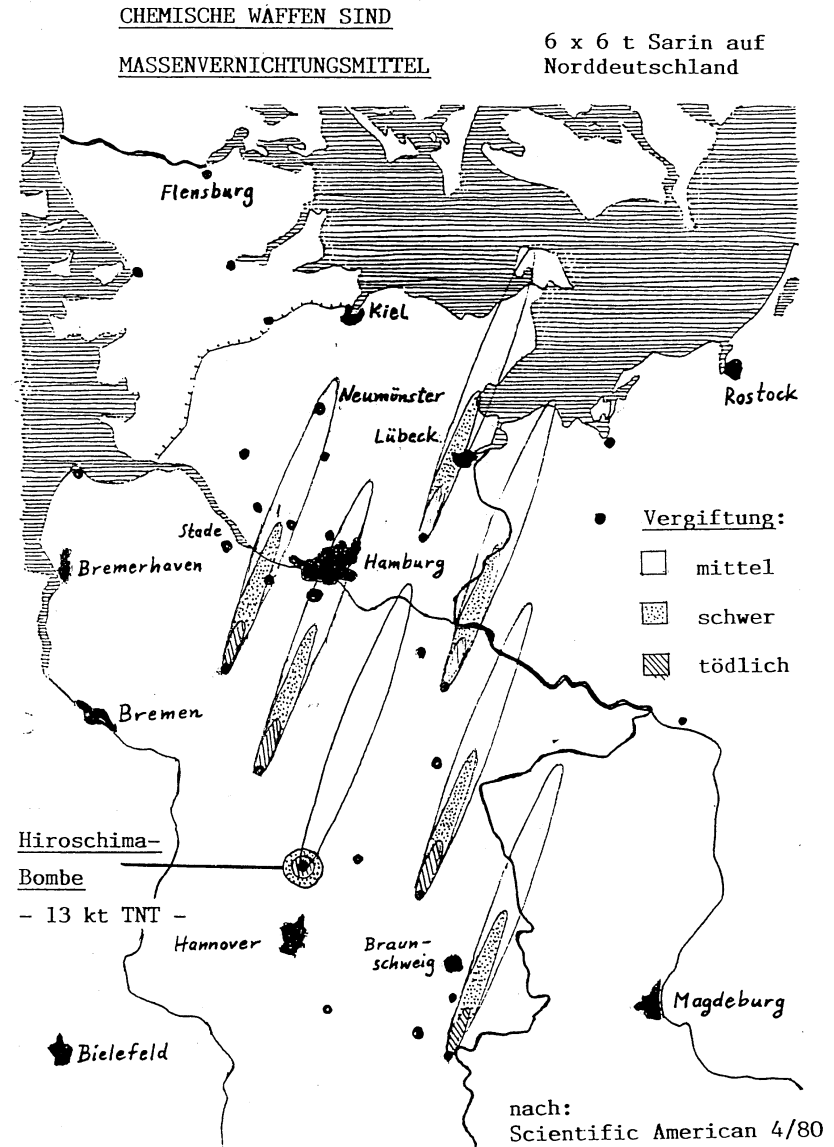 CHEMISCHE WAFFEN SIND
MASSENVERNICHTUNGSMITTEL
6 x 6 t Sarin auf
Norddeutschland
Flensburg
Kiel
Neumünster
Lübeck
Rostock
Stade
Bremerhaven
Hamburg
Vergiftung:
mittel
schwer
tödlich
Bremen
Hiroschima-
Bombe
- 13 kt TNT -
Hannover
Braun-
schweig
Magdeburg
Bielefeld
nach:
Scientific American 4/80